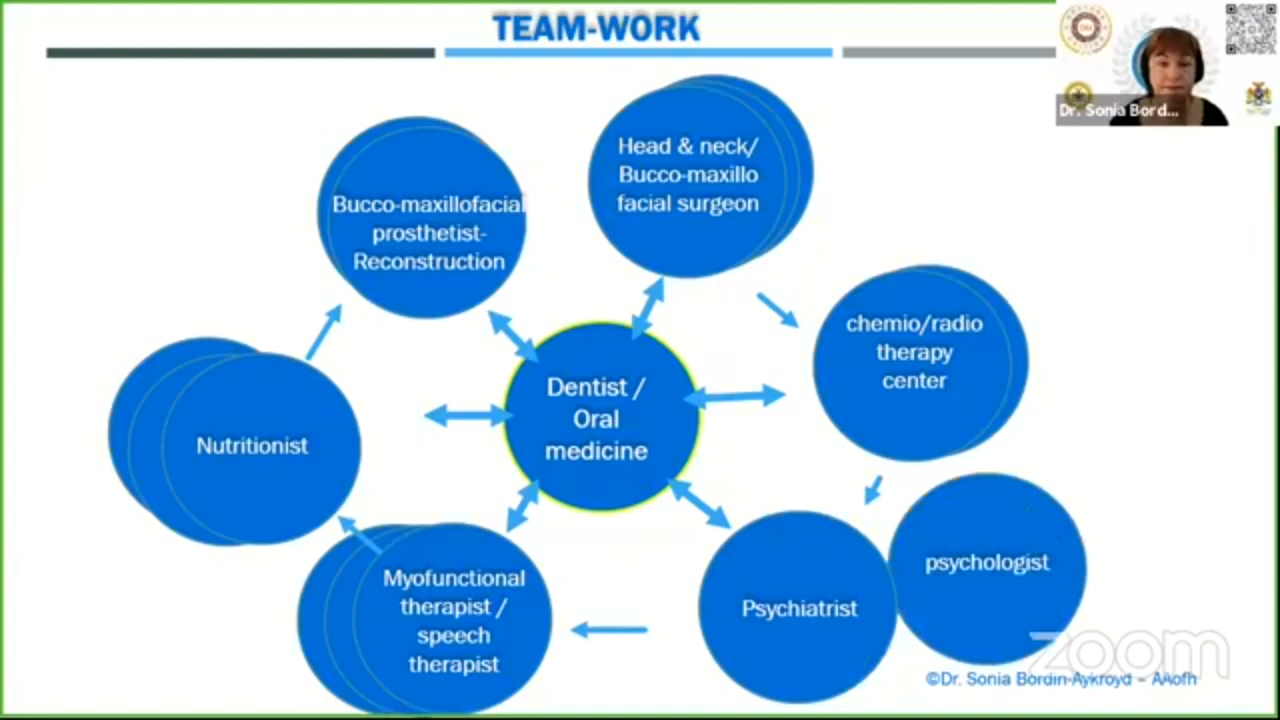 TEAM-WORK
Dr. Sonia Bord...
Head & neck/
Bucco-maxillo
facial surgeon
Bucco-maxillofacial
prosthetist-
Reconstruction
chemio/radio
therapy
center
Dentist /
Oral
medicine
Nutritionist
psychologist
Myofunctional
therapist /
speech
therapist
Psychiatrist
zoom
©Dr. Sonia Bordin-Aykroyd – AAofh